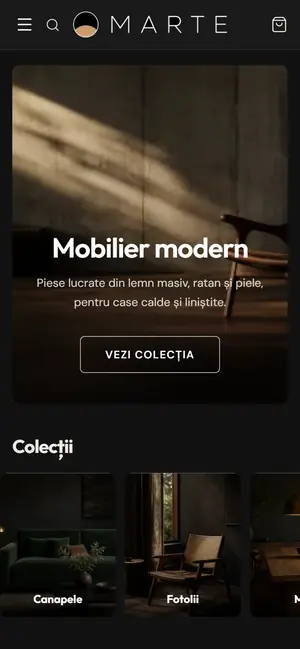 MARTE
Mobilier modern
Piese lucrate din lemn masiv, ratan și piele,
pentru case calde și liniștite.
VEZI COLECȚIA
Colecții
Canapele
Fotolii
M